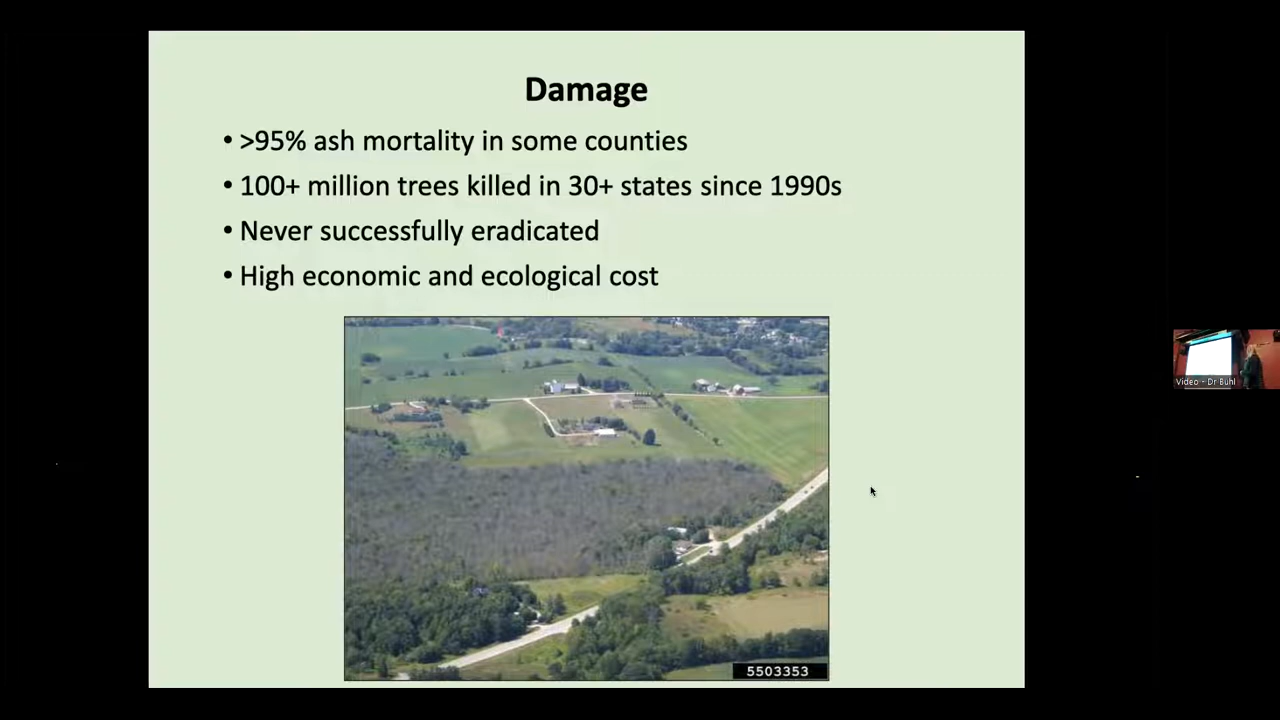 Damage
• >95% ash mortality in some counties
• 100+ million trees killed in 30+ states since 1990s
• Never successfully eradicated
• High economic and ecological cost
Video - Dr Buhl
5503353